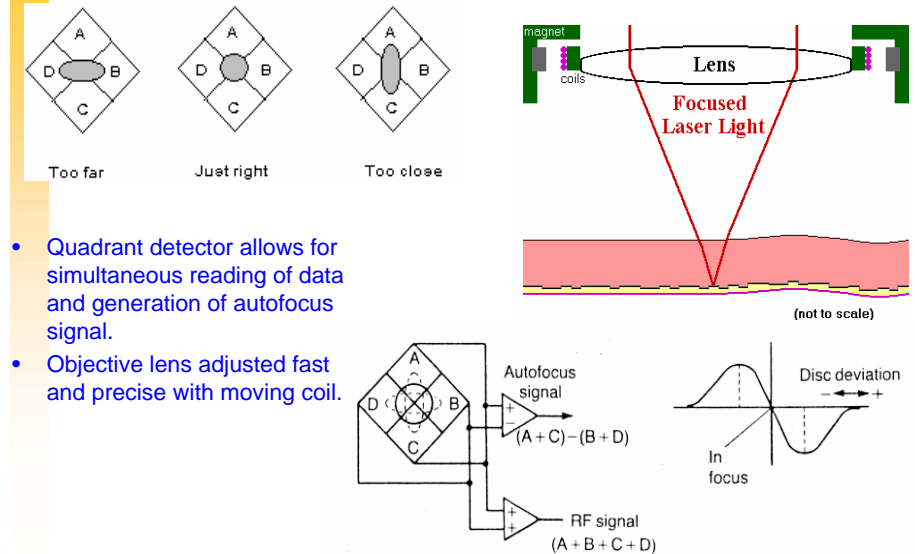 A
D B
C
A
D B
C
A
D B
C
Too far
Just right
Too close
magnet
coils
Lens
Focused
Laser Light
(not to scale)
• Quadrant detector allows for
simultaneous reading of data
and generation of autofocus
signal.
• Objective lens adjusted fast
and precise with moving coil.
A
D B
C
Autofocus
signal
+
−
(A+C)−(B+D)
+
+
RF signal
(A+B+C+D)
Disc deviation
− +
In
focus